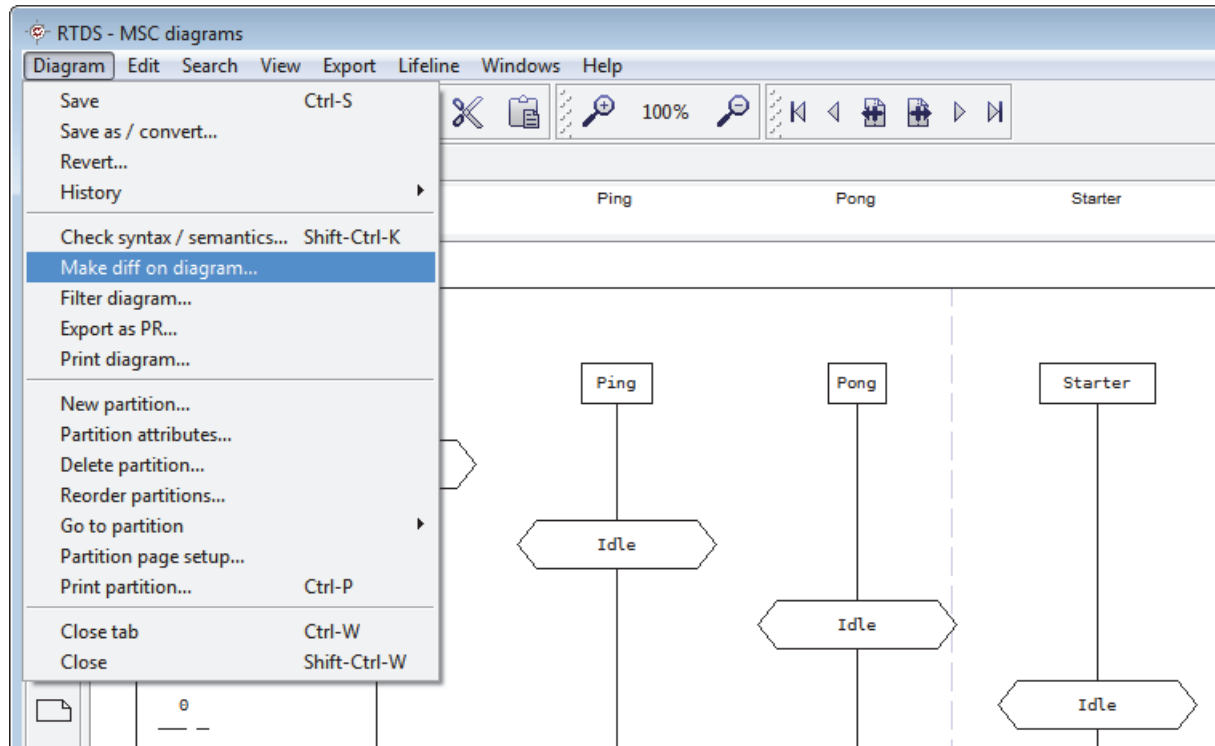 RTDS - MSC diagrams
Diagram Edit Search View Export Lifeline Windows Help
Save Ctrl-S
100%
Save as / convert...
Revert...
History
Ping Pong Starter
Check syntax / semantics... Shift-Ctrl-K
Make diff on diagram...
Filter diagram...
Export as PR...
Print diagram...
Ping Pong Starter
New partition...
Partition attributes...
Delete partition...
Reorder partitions...
Go to partition
Idle
Partition page setup...
Print partition... Ctrl-P
Close tab Ctrl-W
Idle
Close Shift-Ctrl-W
0
Idle